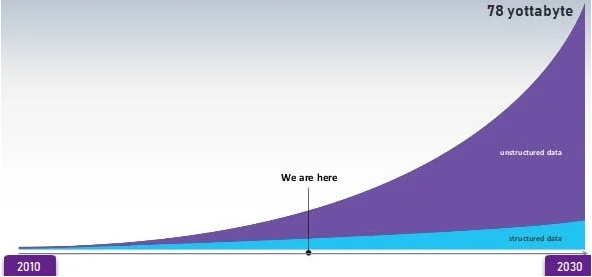 78 yottabyte
unstructured data
We are here
structured data
2010
2030